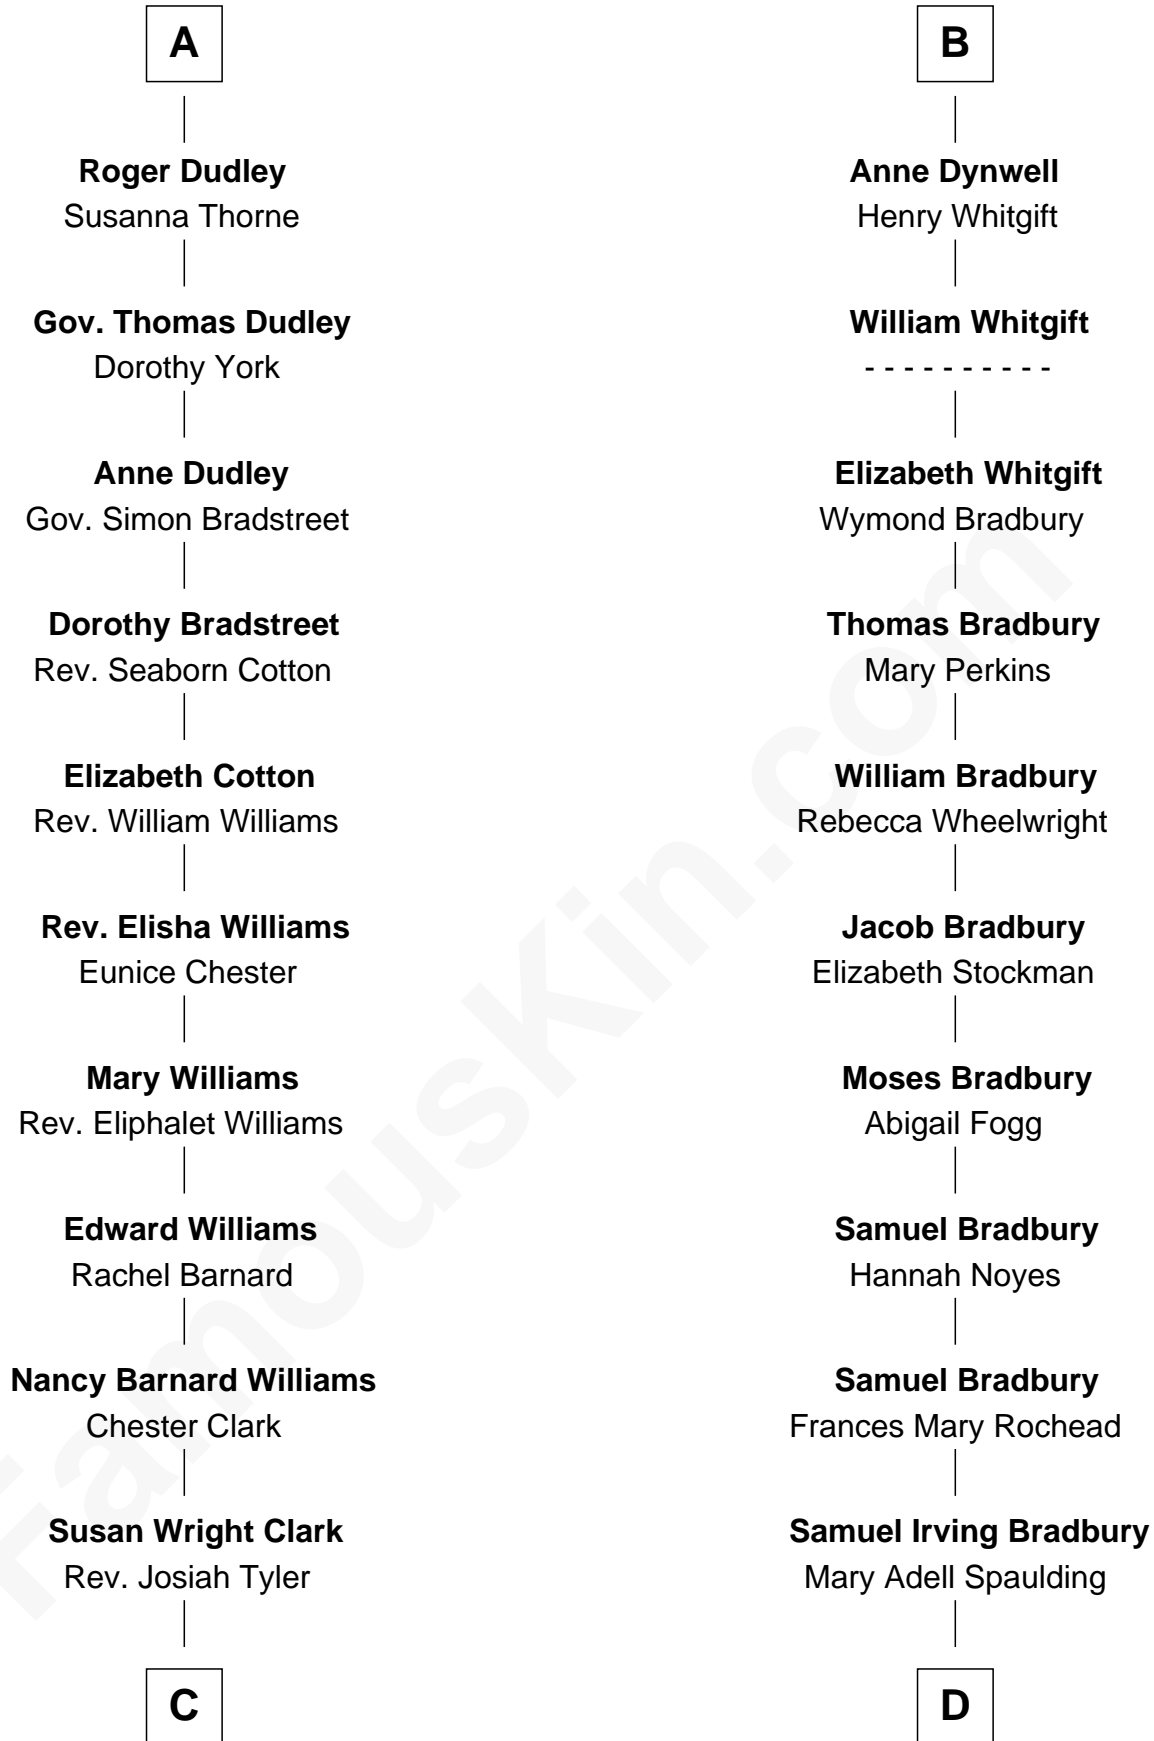 A
Roger Dudley
Susanna Thorne
Gov. Thomas Dudley
Dorothy York
Anne Dudley
Gov. Simon Bradstreet
Dorothy Bradstreet
Rev. Seaborn Cotton
Elizabeth Cotton
Rev. William Williams
Rev. Elisha Williams
Eunice Chester
Mary Williams
Rev. Eliphalet Williams
Edward Williams
Rachel Barnard
Nancy Barnard Williams
Chester Clark
Susan Wright Clark
Rev. Josiah Tyler
C
B
Anne Dynwell
Henry Whitgift
William Whitgift
- - - - - - - - - -
Elizabeth Whitgift
Wymond Bradbury
Thomas Bradbury
Mary Perkins
William Bradbury
Rebecca Wheelwright
Jacob Bradbury
Elizabeth Stockman
Moses Bradbury
Abigail Fogg
Samuel Bradbury
Hannah Noyes
Samuel Bradbury
Frances Mary Rochead
Samuel Irving Bradbury
Mary Adell Spaulding
D
FamousKin.com